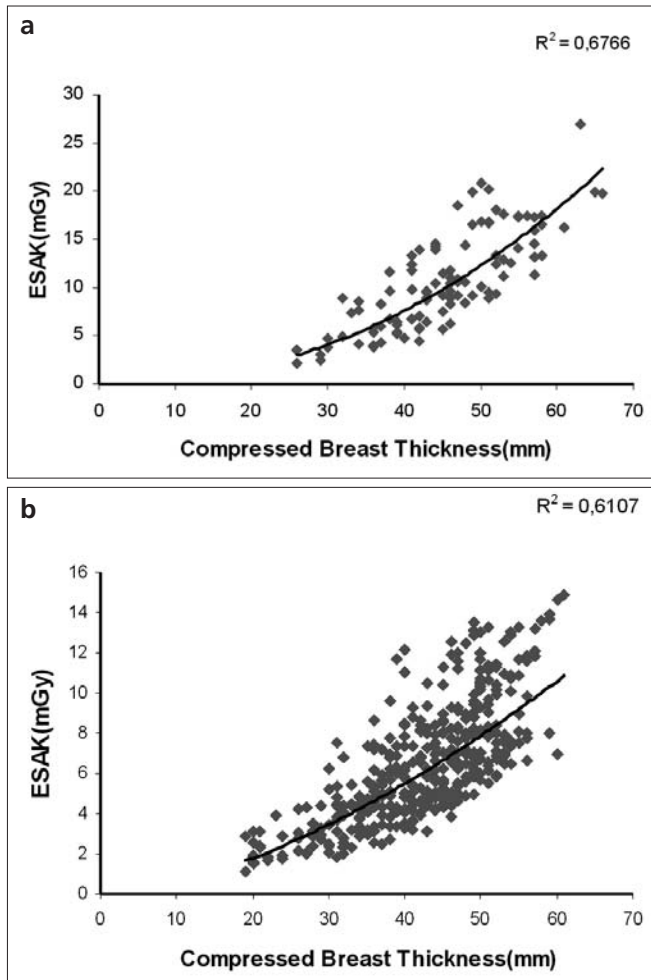 a
R² = 0,6766
30
25
20
15
10
5
0
ESAK(mGy)
0 10 20 30 40 50 60 70
Compressed Breast Thickness(mm)
b
R² = 0,6107
16
14
12
10
8
6
4
2
0
ESAK(mGy)
0 10 20 30 40 50 60 70
Compressed Breast Thickness(mm)